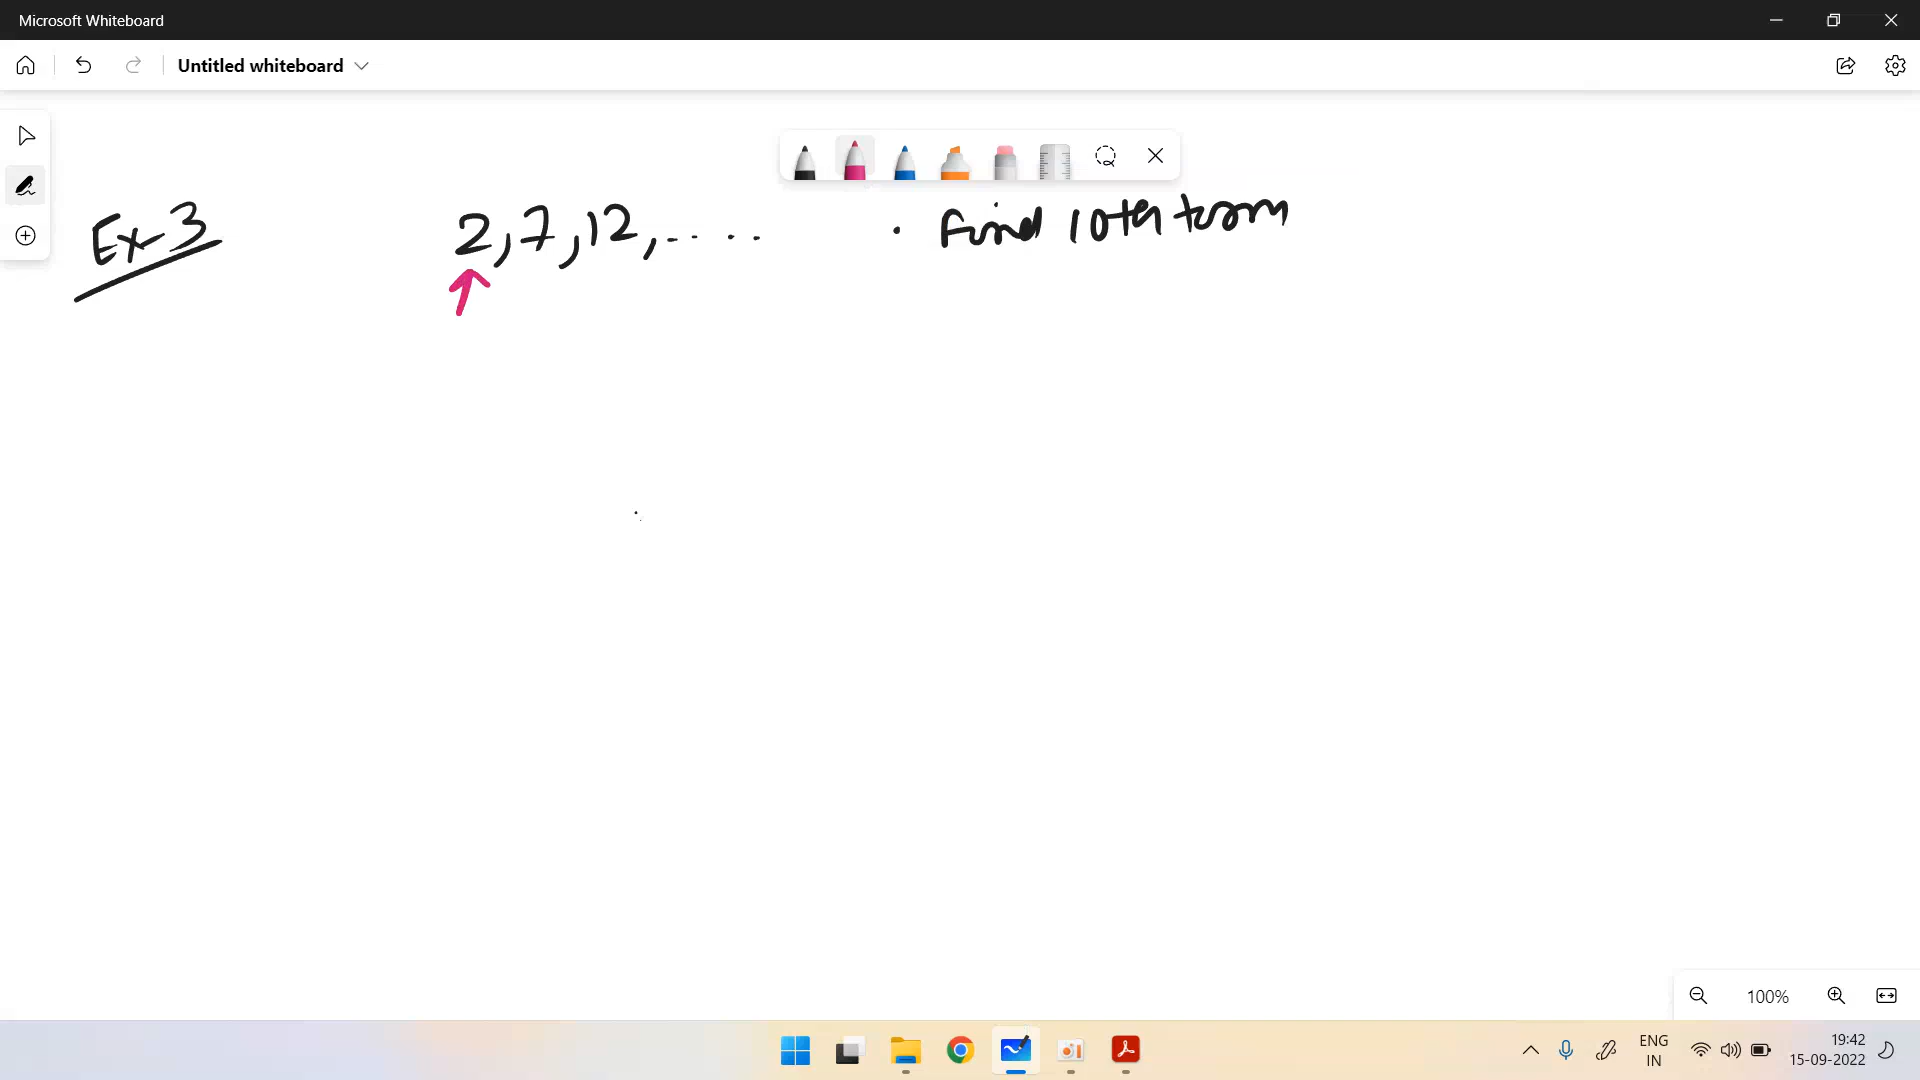 Microsoft Whiteboard
Untitled whiteboard
Ex-3 2, 7, 12, ..... . Find 10th term
100%
ENG 19:42
IN 15-09-2022